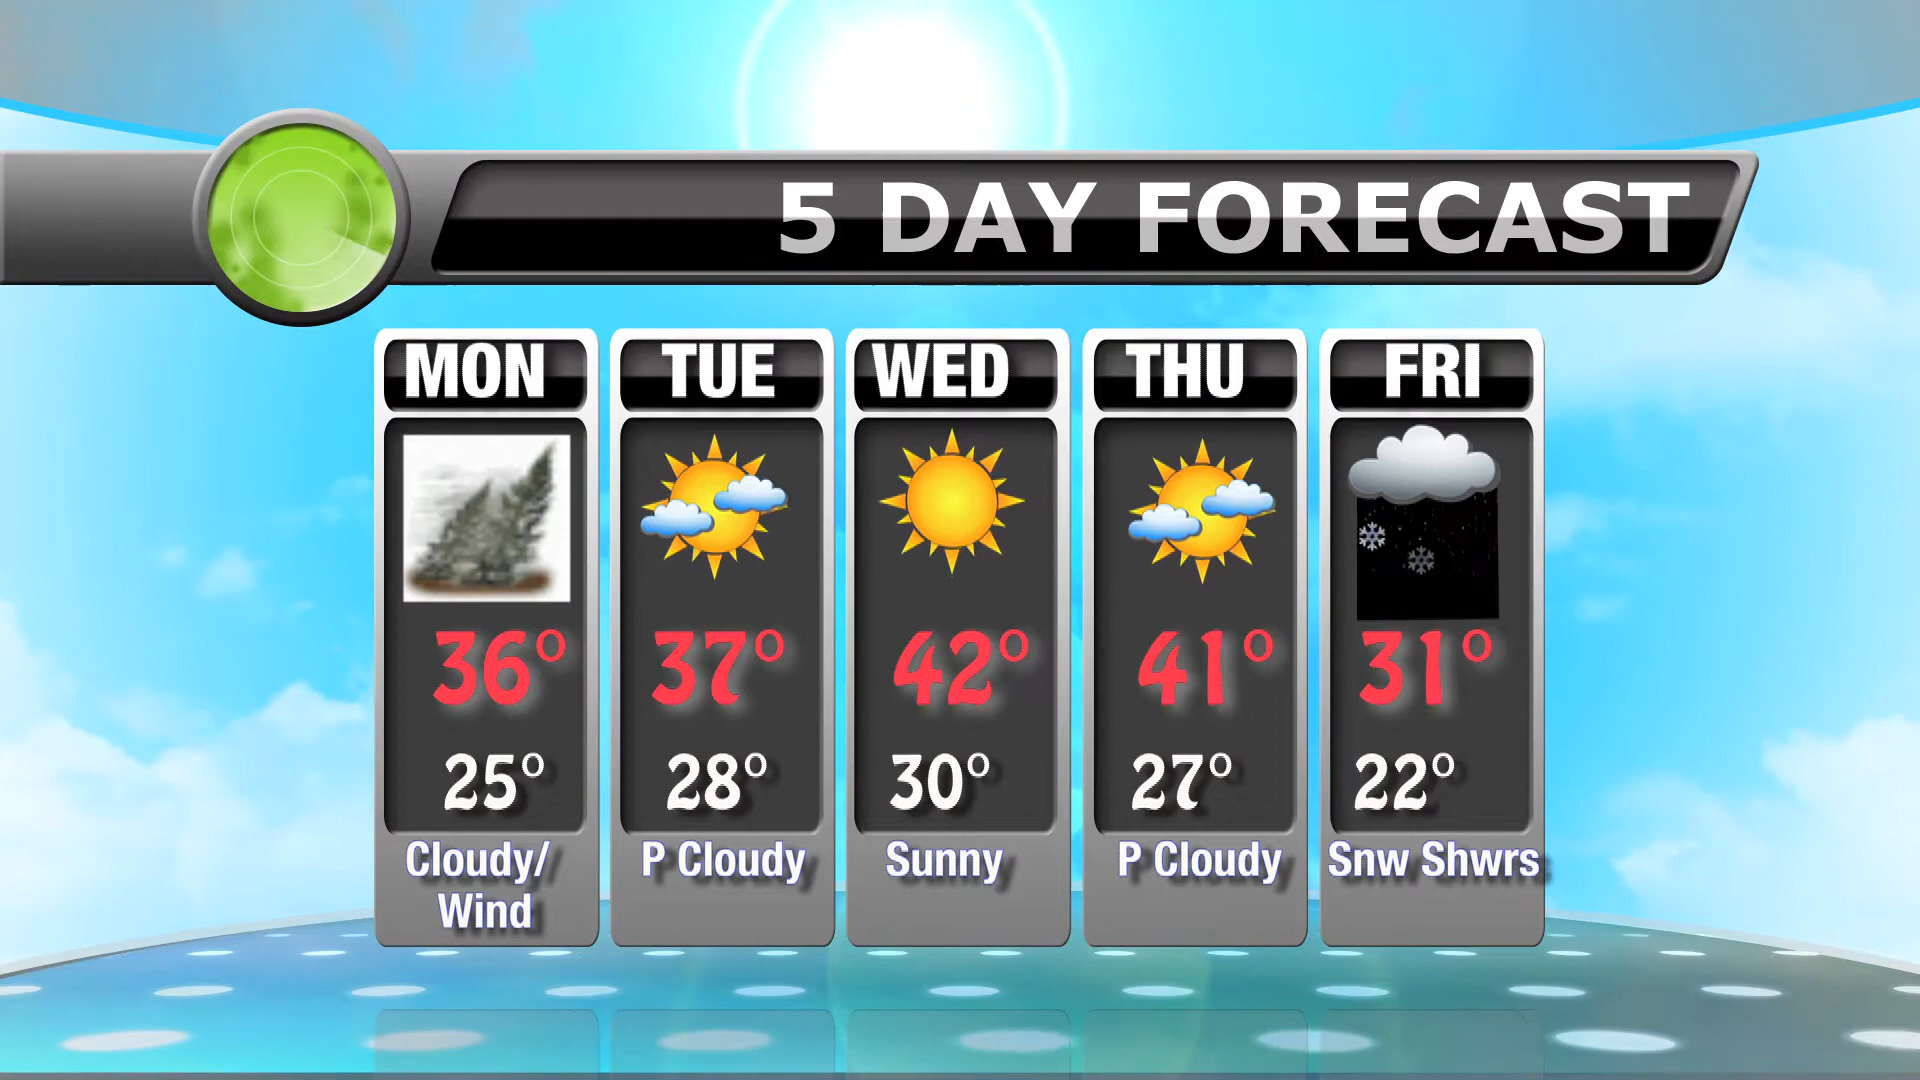 5 DAY FORECAST
MON
TUE
WED
THU
FRI
36°
37°
42°
41°
31°
25°
28°
30°
27°
22°
Cloudy/
Wind
P Cloudy
Sunny
P Cloudy
Snw Shwrs